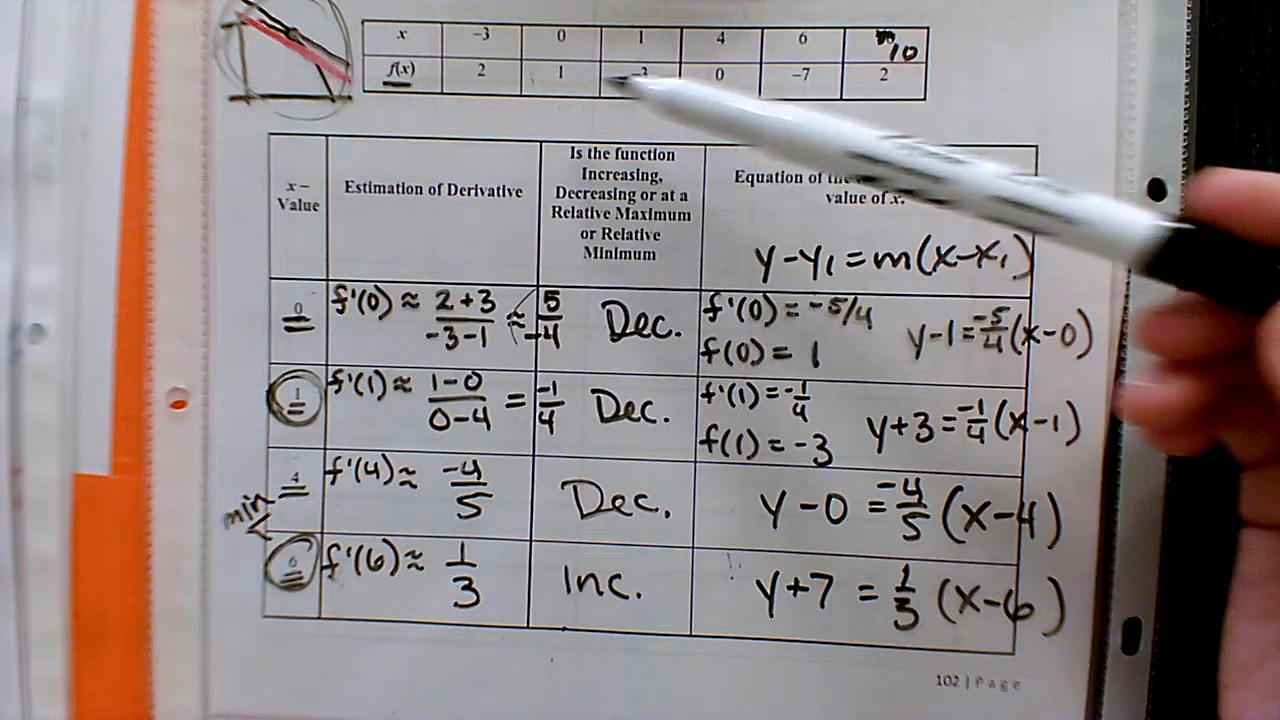 x −3 0 1 4 6 10
f(x) 2 1 −3 0 −7 2
x – Value
Estimation of Derivative
Is the function
Increasing,
Decreasing or at a
Relative Maximum
or Relative
Minimum
Equation of the
value of x.
y-y₁=m(x-x₁)
0 f'(0) ≈ 2+3/-3-1 ≈ 5/-4 Dec. f'(0) = -5/4 f(0) = 1 y-1=-5/4(x-0)
1 f'(1) ≈ 1-0/0-4 = -1/4 Dec. f'(1) = -1/4 f(1) = -3 y+3=-1/4(x-1)
4 f'(4) ≈ -4/5 Dec. y-0=-4/5(x-4)
min <
6 f'(6) ≈ 1/3 Inc. y+7=1/3(x-6)
102 | Page